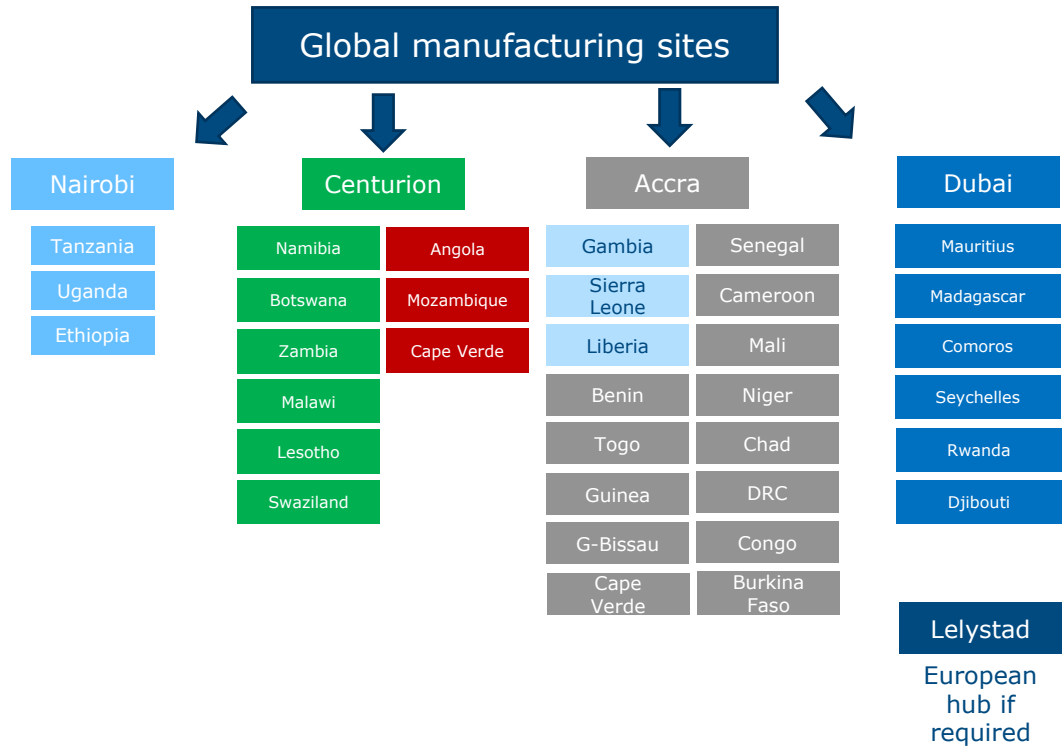 Global manufacturing sites
Nairobi
Tanzania
Uganda
Ethiopia
Centurion
Namibia
Botswana
Zambia
Malawi
Lesotho
Swaziland
Angola
Mozambique
Cape Verde
Accra
Gambia
Sierra
Leone
Liberia
Benin
Togo
Guinea
G-Bissau
Cape
Verde
Senegal
Cameroon
Mali
Niger
Chad
DRC
Congo
Burkina
Faso
Dubai
Mauritius
Madagascar
Comoros
Seychelles
Rwanda
Djibouti
Lelystad
European
hub if
required